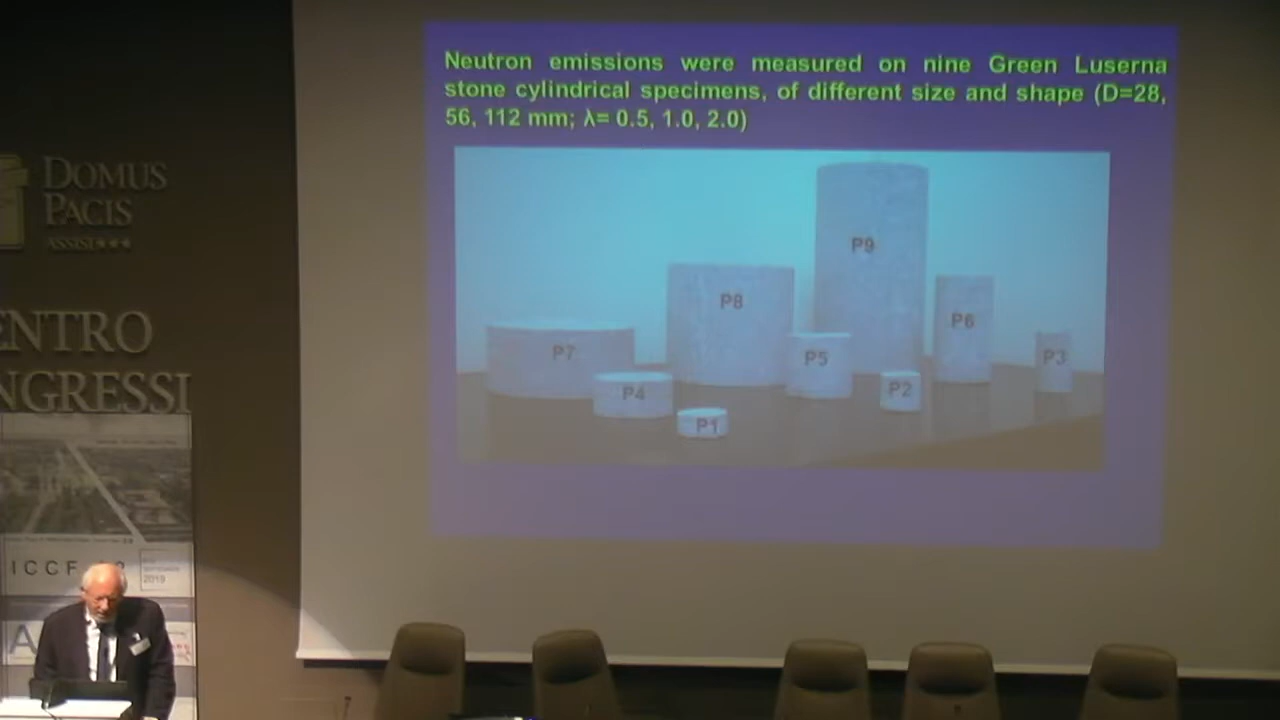 Neutron emissions were measured on nine Green Luserna
stone cylindrical specimens, of different size and shape (D=28,
56, 112 mm; λ= 0.5, 1.0, 2.0)
P9
P8
P6
P7
P5
P3
P4
P2
P1
DOMUS
PACIS
ASSISI★★★
ENTRO
NGRESSI
ICCF
2019
A